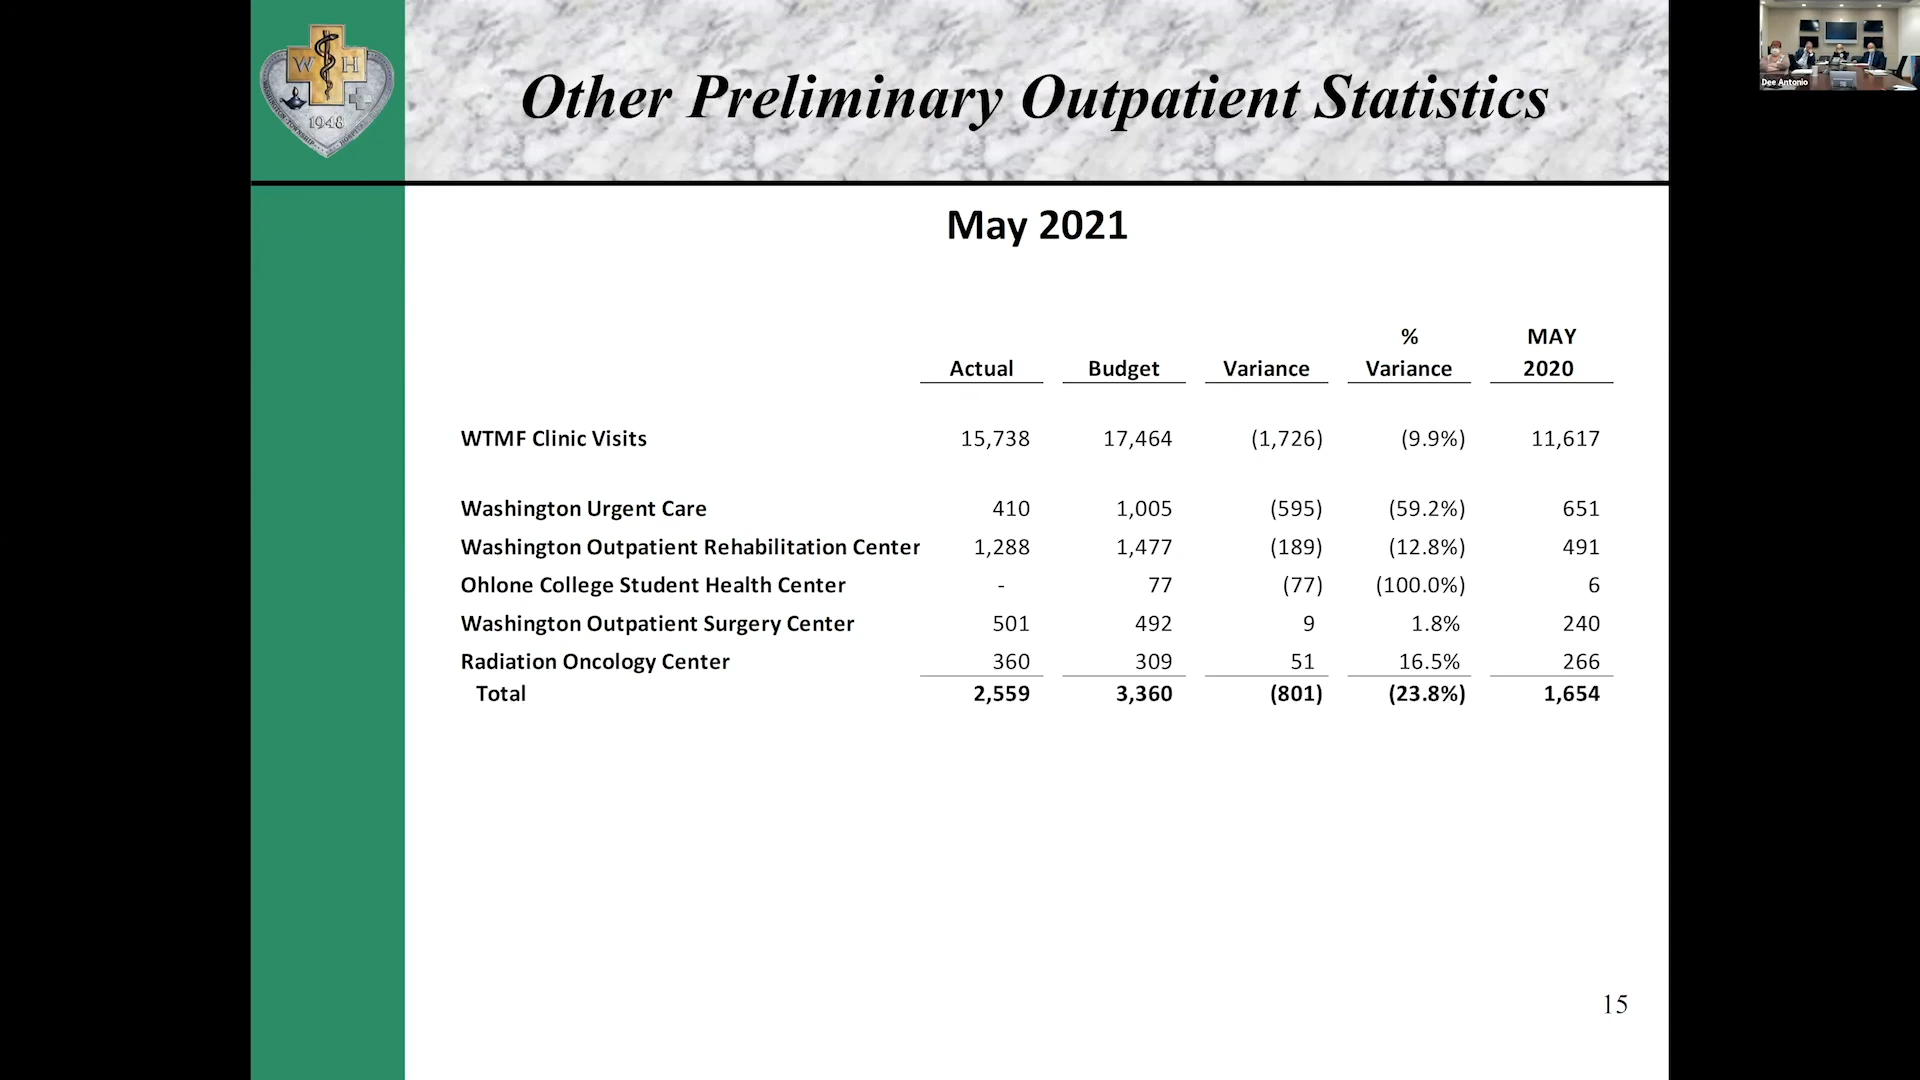 W H
1948
Other Preliminary Outpatient Statistics
Dee Antonio
May 2021
% MAY
Actual Budget Variance Variance 2020
WTMF Clinic Visits 15,738 17,464 (1,726) (9.9%) 11,617
Washington Urgent Care 410 1,005 (595) (59.2%) 651
Washington Outpatient Rehabilitation Center 1,288 1,477 (189) (12.8%) 491
Ohlone College Student Health Center - 77 (77) (100.0%) 6
Washington Outpatient Surgery Center 501 492 9 1.8% 240
Radiation Oncology Center 360 309 51 16.5% 266
Total 2,559 3,360 (801) (23.8%) 1,654
15